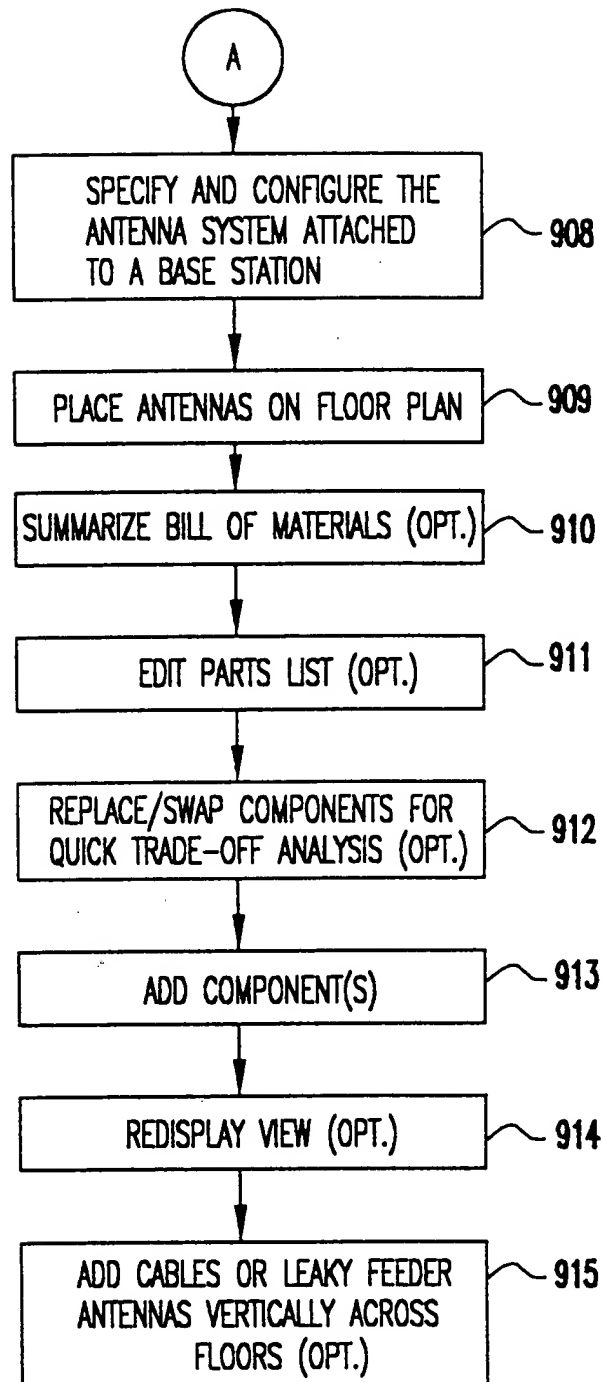 A
SPECIFY AND CONFIGURE THE
ANTENNA SYSTEM ATTACHED
TO A BASE STATION
908
PLACE ANTENNAS ON FLOOR PLAN
909
SUMMARIZE BILL OF MATERIALS (OPT.)
910
EDIT PARTS LIST (OPT.)
911
REPLACE/SWAP COMPONENTS FOR
QUICK TRADE-OFF ANALYSIS (OPT.)
912
ADD COMPONENT(S)
913
REDISPLAY VIEW (OPT.)
914
ADD CABLES OR LEAKY FEEDER
ANTENNAS VERTICALLY ACROSS
FLOORS (OPT.)
915